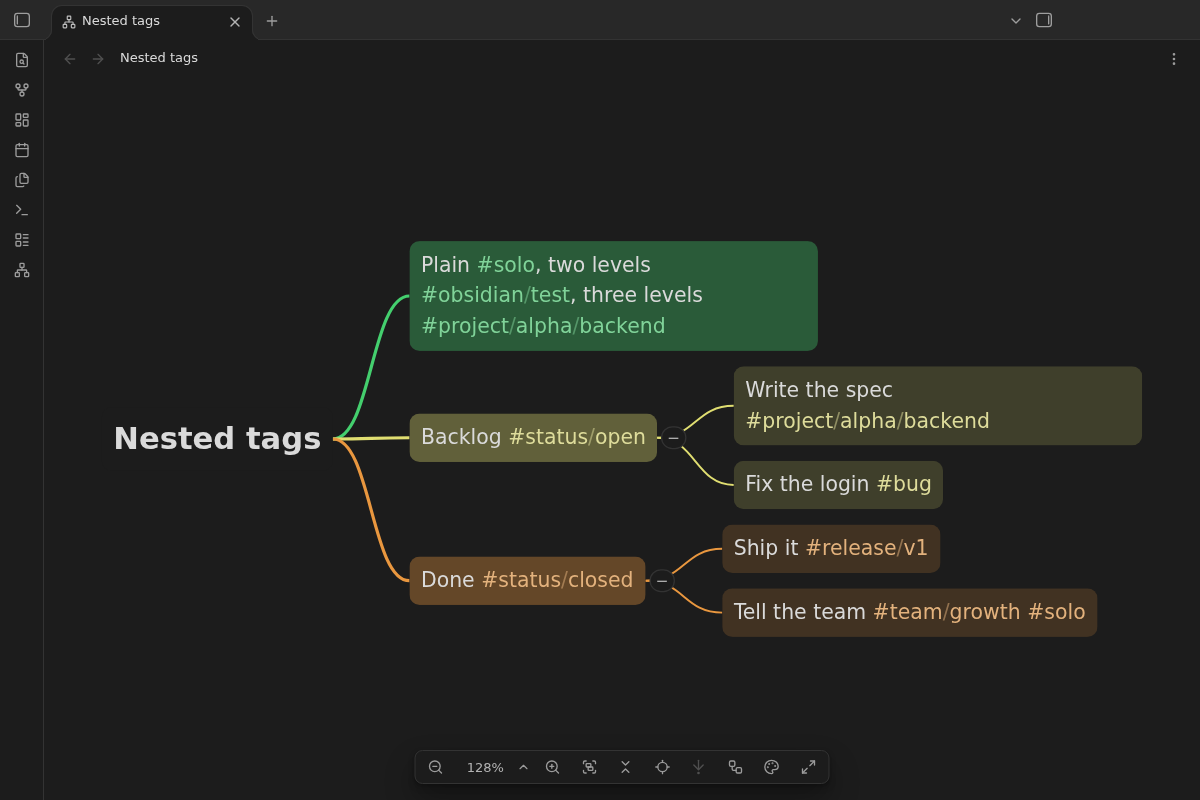 Nested tags
Nested tags
Plain #solo, two levels
#obsidian/test, three levels
#project/alpha/backend
Write the spec
#project/alpha/backend
Nested tags
Backlog #status/open
Fix the login #bug
Ship it #release/v1
Done #status/closed
Tell the team #team/growth #solo
128%